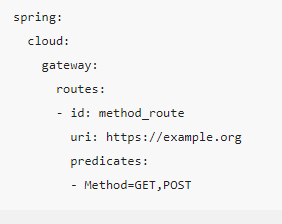 spring:
  cloud:
    gateway:
      routes:
      - id: method_route
        uri: https://example.org
        predicates:
        - Method=GET,POST